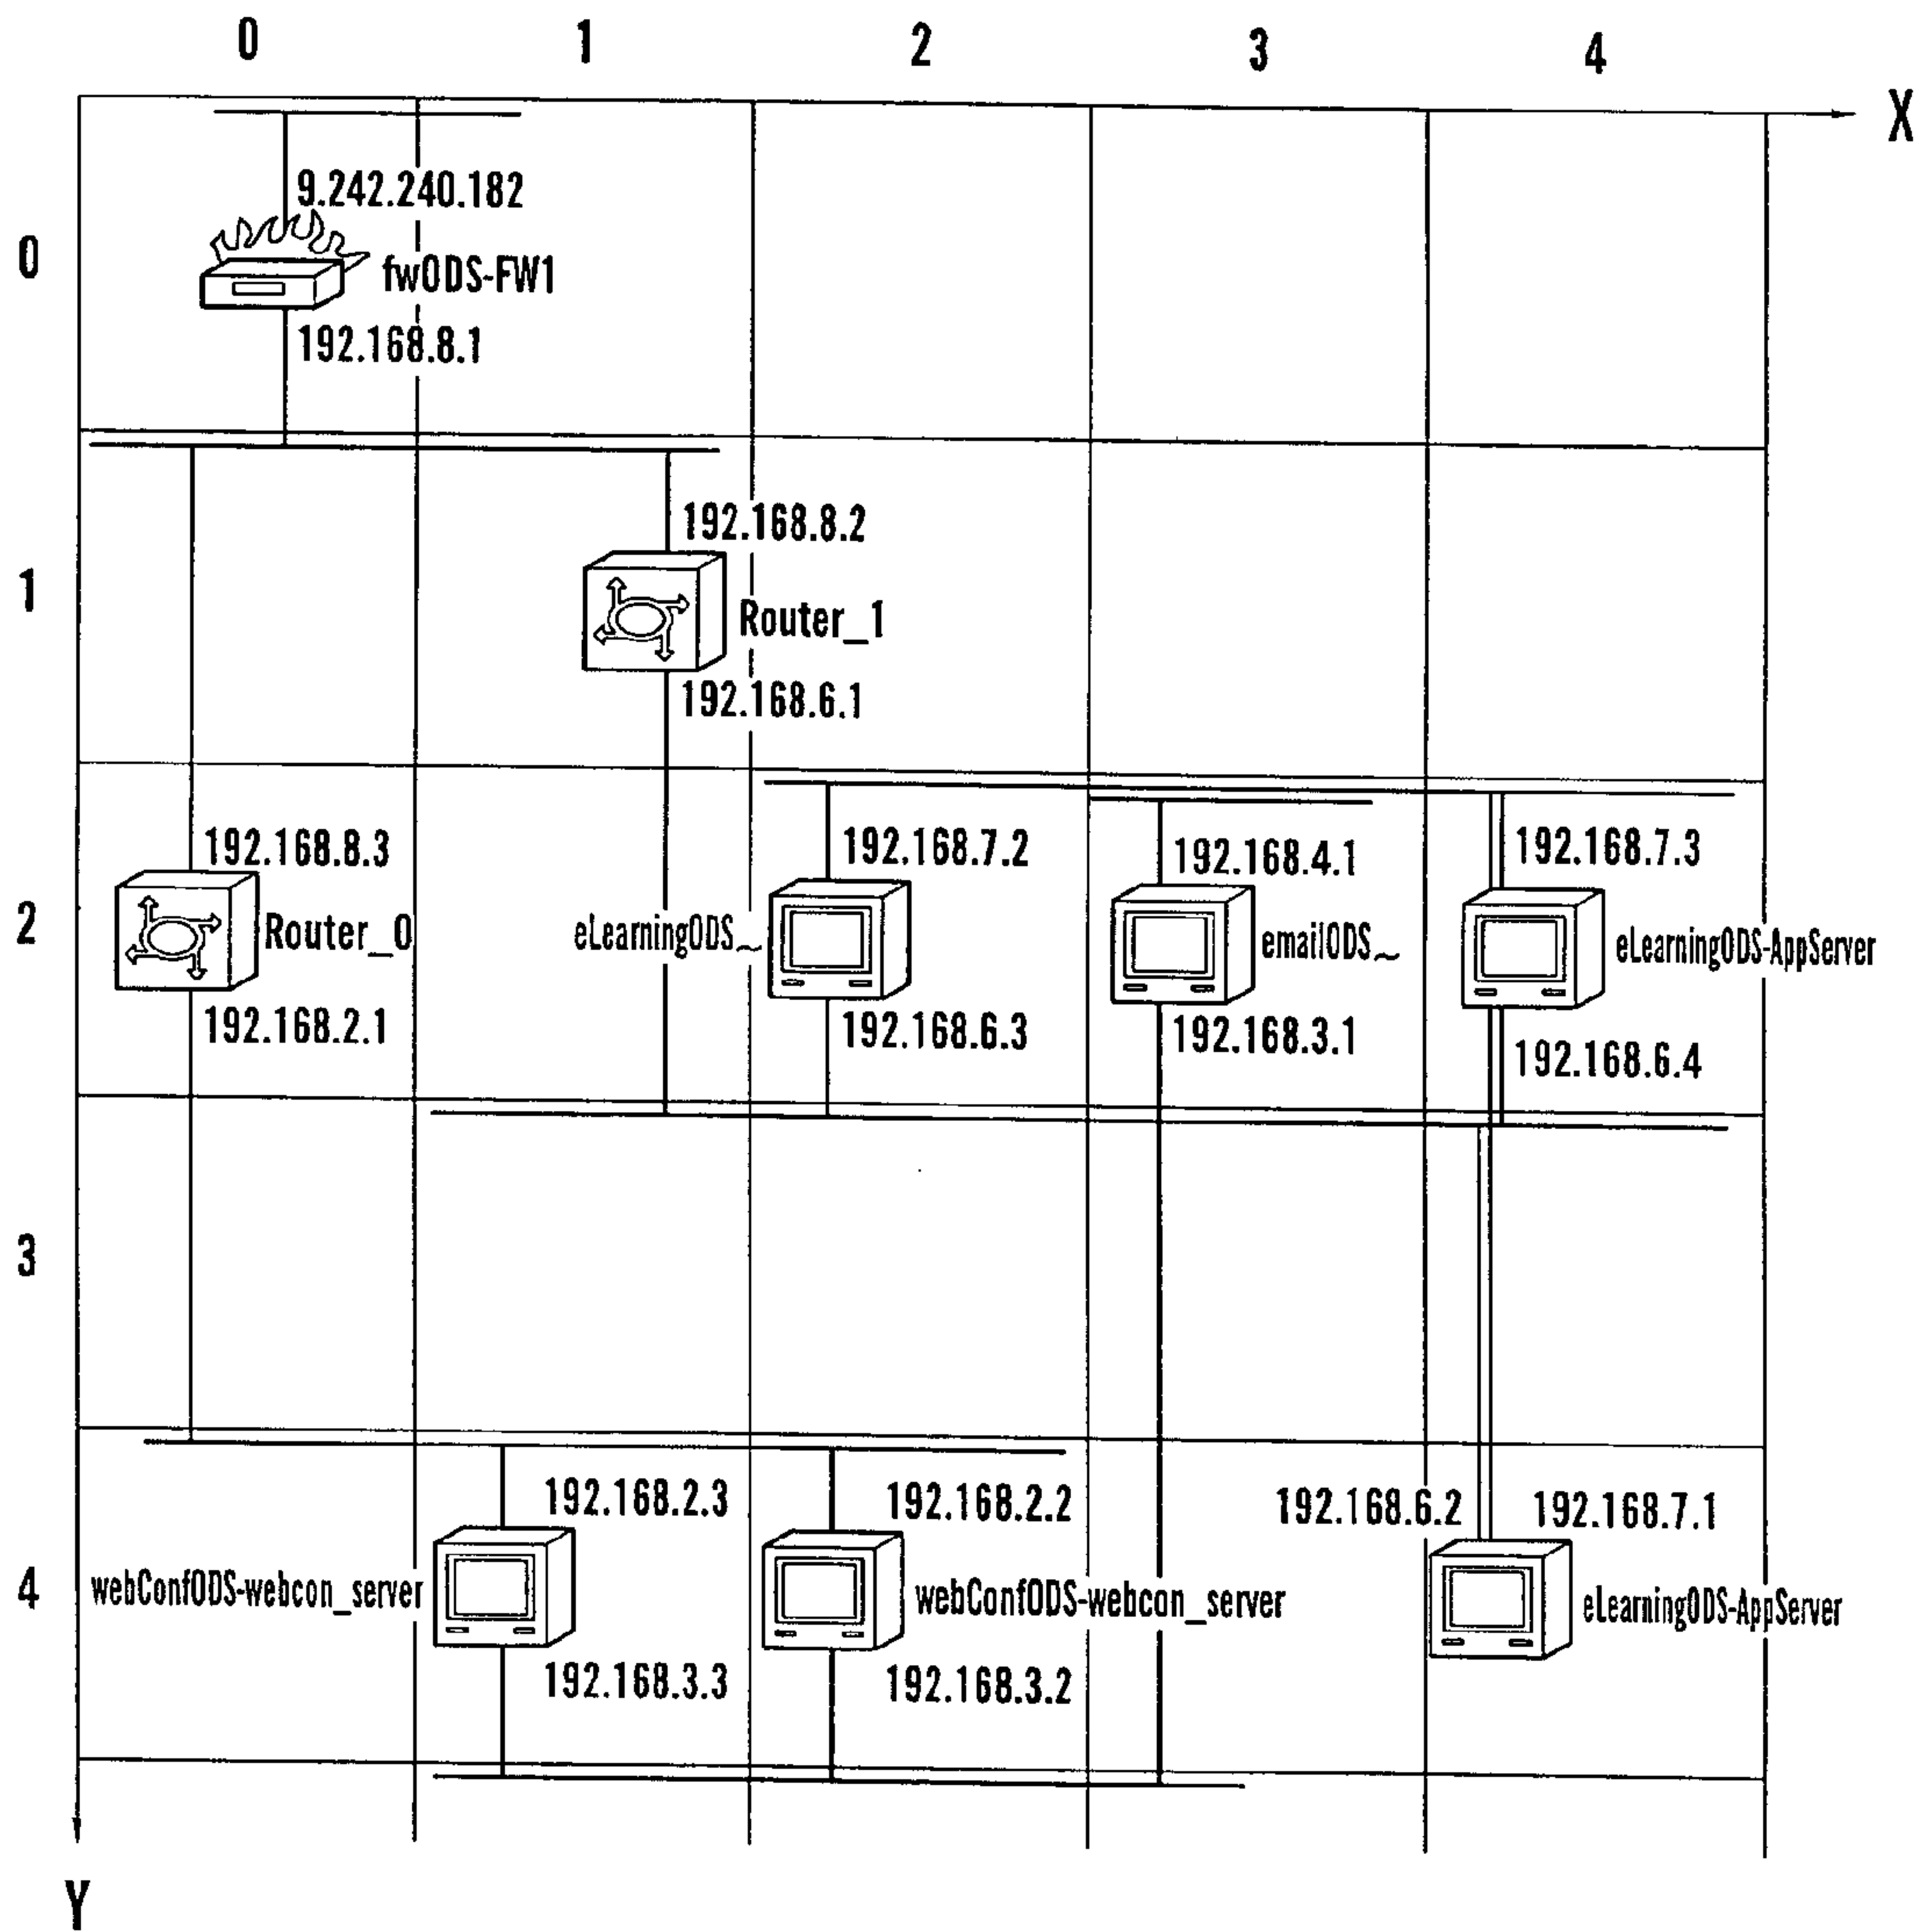 0 1 2 3 4
X
9.242.240.182
0
fwODS-FW1
192.168.8.1
192.168.8.2
1
Router_1
192.168.6.1
192.168.8.3
192.168.7.2
192.168.4.1
192.168.7.3
2
Router_0
eLearningODS~
emailODS~
eLearningODS-AppServer
192.168.2.1
192.168.6.3
192.168.3.1
192.168.6.4
3
192.168.2.3
192.168.2.2
192.168.6.2
192.168.7.1
4
webConfODS-webcon_server
webConfODS-webcon_server
eLearningODS-AppServer
192.168.3.3
192.168.3.2
Y